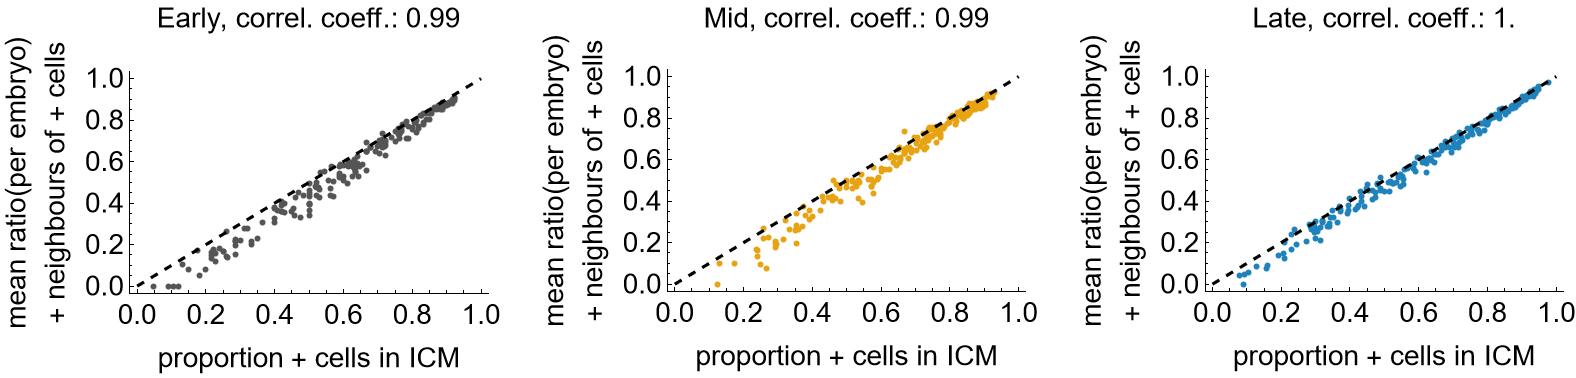 Early, correl. coeff.: 0.99
mean ratio(per embryo)
+ neighbours of + cells
1.0
0.8
0.6
0.4
0.2
0.0
0.0 0.2 0.4 0.6 0.8 1.0
proportion + cells in ICM
Mid, correl. coeff.: 0.99
mean ratio(per embryo)
+ neighbours of + cells
1.0
0.8
0.6
0.4
0.2
0.0
0.0 0.2 0.4 0.6 0.8 1.0
proportion + cells in ICM
Late, correl. coeff.: 1.
mean ratio(per embryo)
+ neighbours of + cells
1.0
0.8
0.6
0.4
0.2
0.0
0.0 0.2 0.4 0.6 0.8 1.0
proportion + cells in ICM